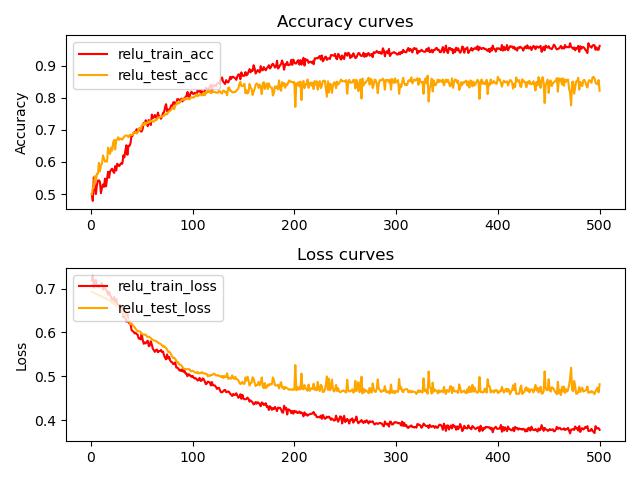 Accuracy curves
relu_train_acc
relu_test_acc
Accuracy
0.9
0.8
0.7
0.6
0.5
0 100 200 300 400 500
Loss curves
relu_train_loss
relu_test_loss
Loss
0.7
0.6
0.5
0.4
0 100 200 300 400 500